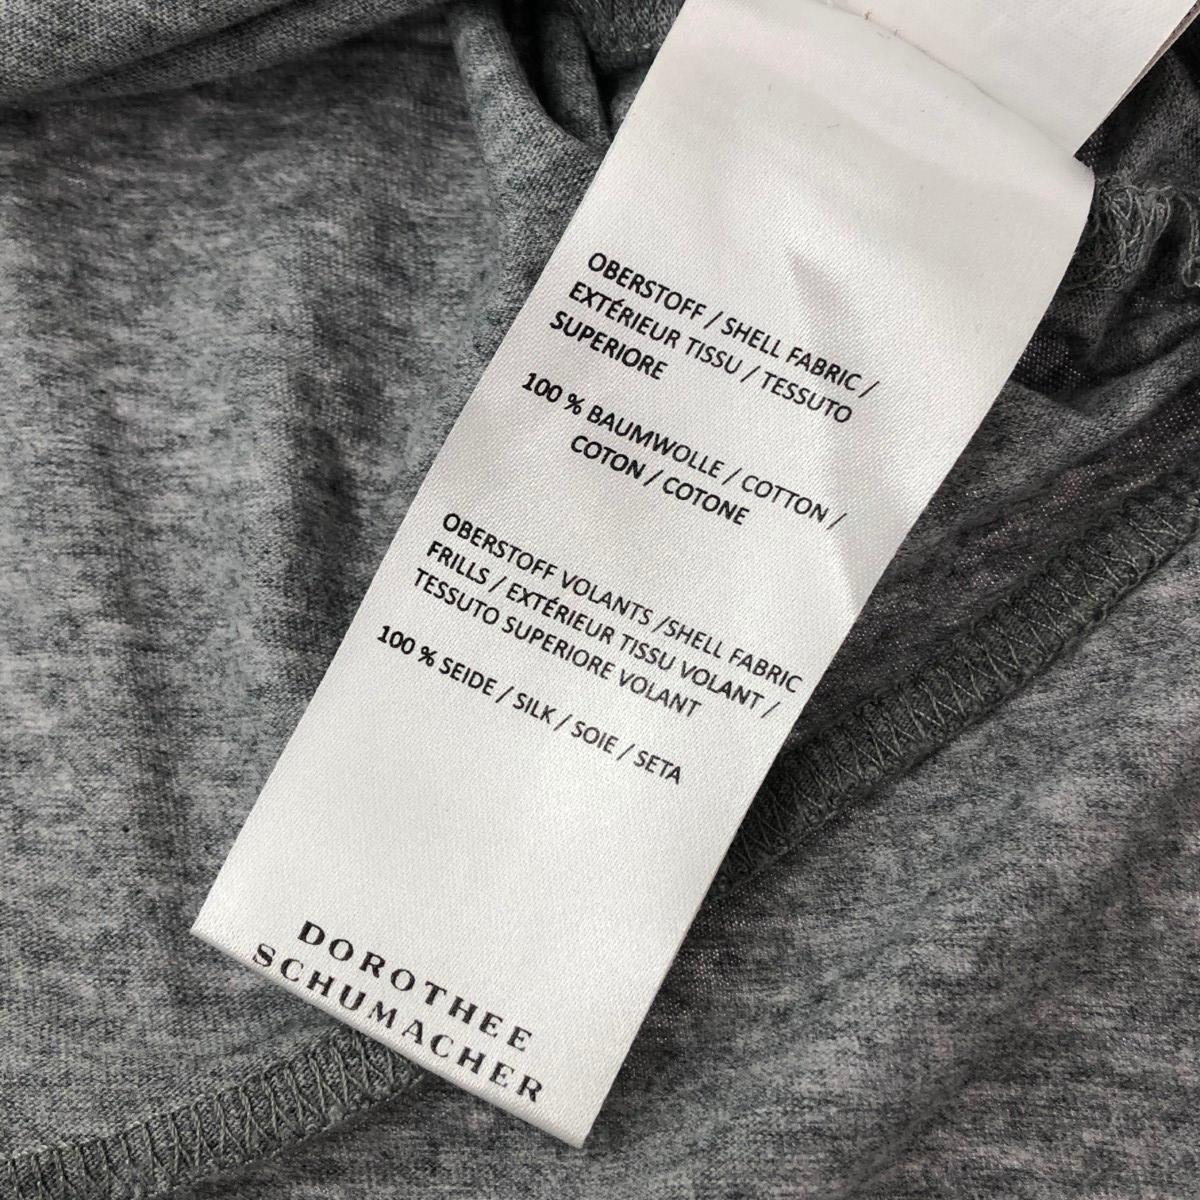 OBERSTOFF / SHELL FABRIC /
EXTÉRIEUR TISSU / TESSUTO
SUPERIORE
100 % BAUMWOLLE / COTTON /
COTON / COTONE
OBERSTOFF VOLANTS /SHELL FABRIC
FRILLS / EXTÉRIEUR TISSU VOLANT /
TESSUTO SUPERIORE VOLANT
100 % SEIDE / SILK / SOIE / SETA
DOROTHEE
SCHUMACHER